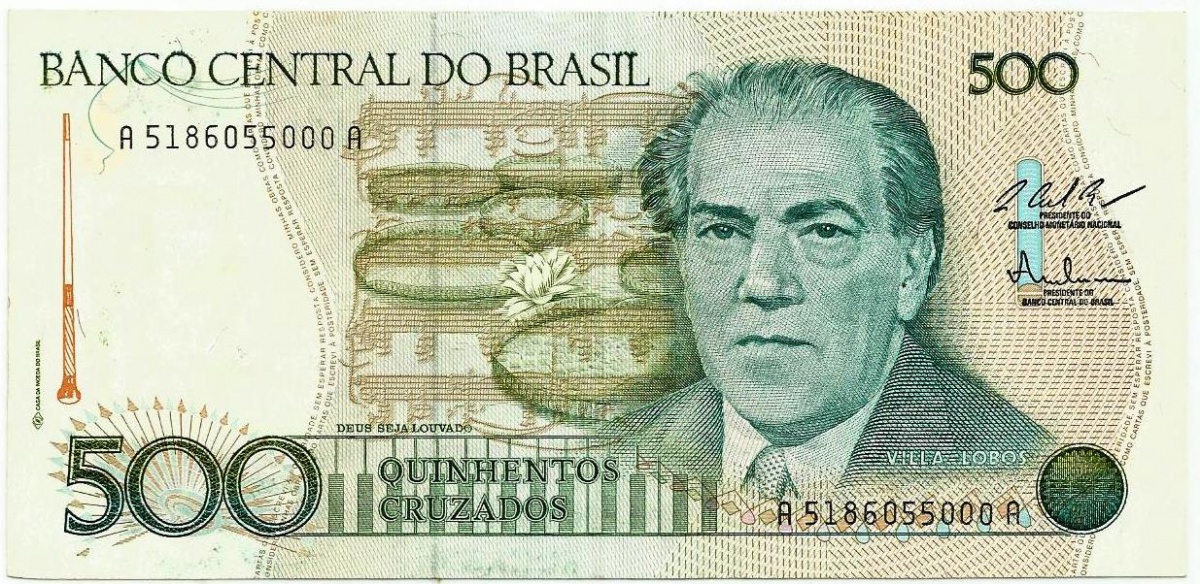 BANCO CENTRAL DO BRASIL
500
A 5186055000 A
PRESIDENTE DO
CONSELHO MONETÁRIO NACIONAL
PRESIDENTE DO
BANCO CENTRAL DO BRASIL
CASA DA MOEDA DO BRASIL
DEUS SEJA LOUVADO
500
QUINHENTOS
CRUZADOS
VILLA-LOBOS
A 5186055000 A